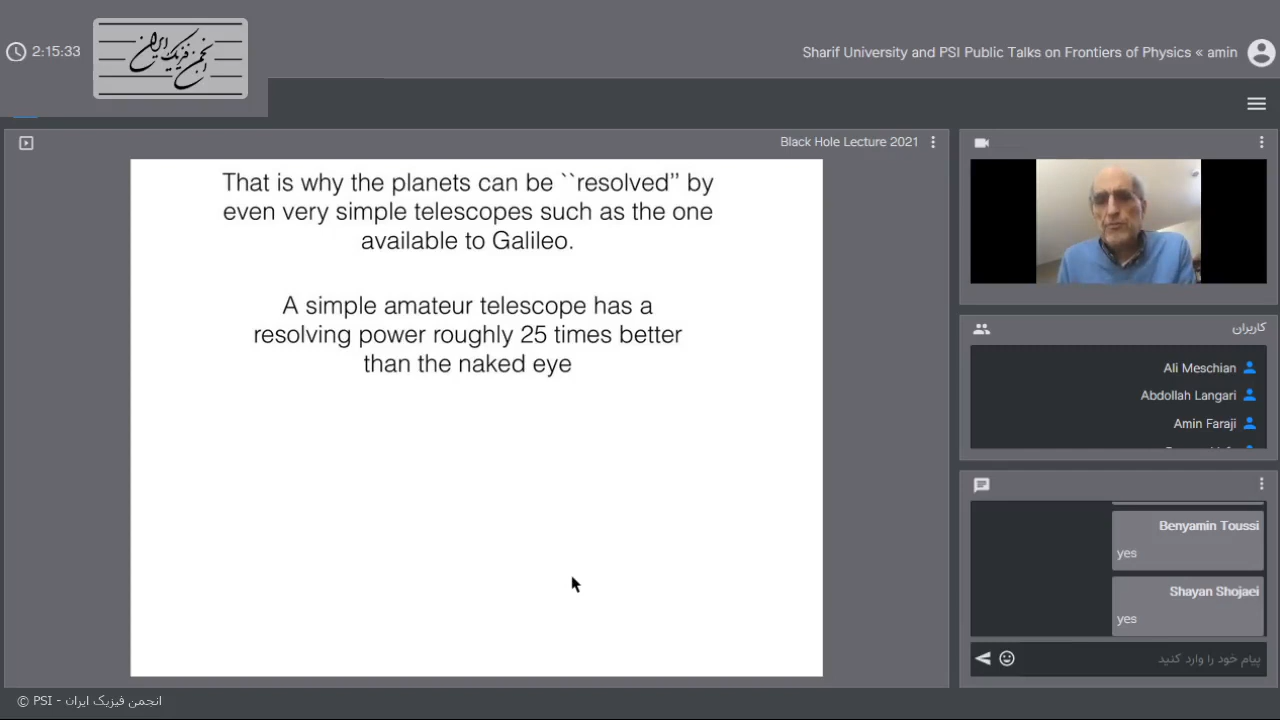 2:15:33
انجمن فیزیک ایران
Sharif University and PSI Public Talks on Frontiers of Physics « amin
Black Hole Lecture 2021
That is why the planets can be ``resolved’’ by
even very simple telescopes such as the one
available to Galileo.
A simple amateur telescope has a
resolving power roughly 25 times better
than the naked eye
کاربران
Ali Meschian
Abdollah Langari
Amin Faraji
Benyamin Toussi
yes
Shayan Shojaei
yes
پیام خود را وارد کنید
© PSI - انجمن فیزیک ایران